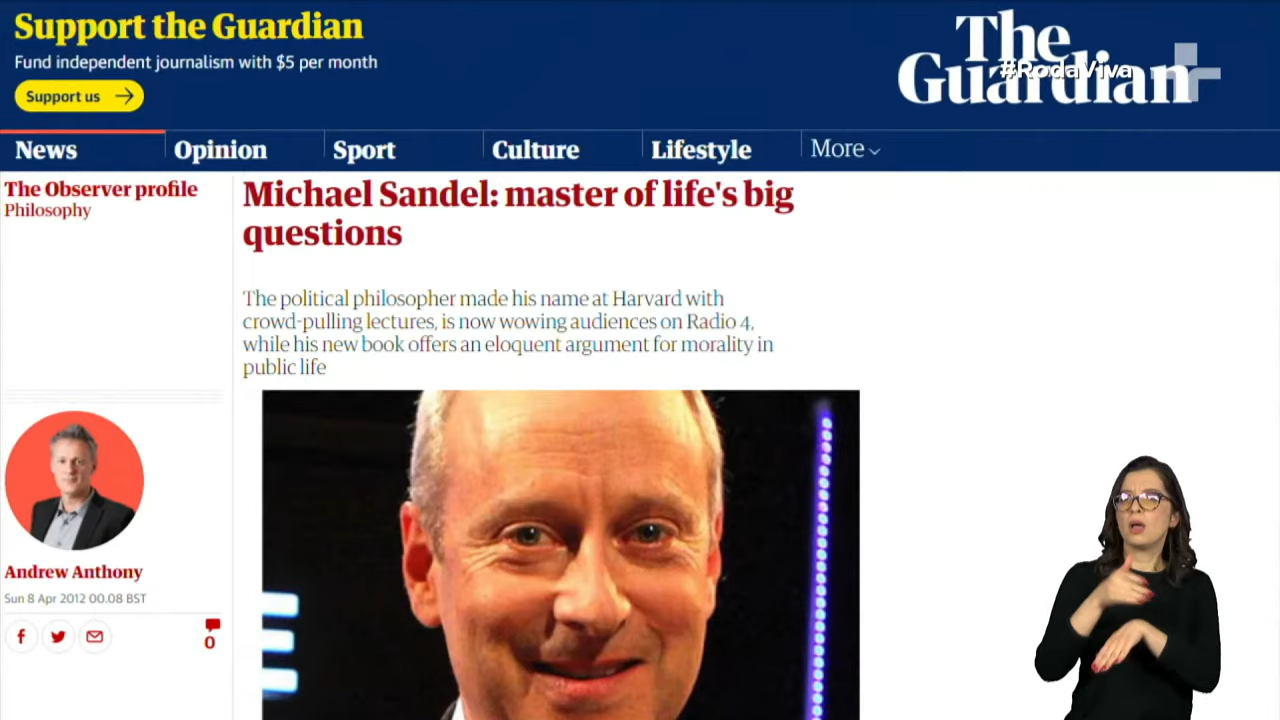 Support the Guardian
Fund independent journalism with $5 per month
Support us
The
Guardian
#RodaViva
News
Opinion
Sport
Culture
Lifestyle
More
The Observer profile
Philosophy
Michael Sandel: master of life's big
questions
The political philosopher made his name at Harvard with
crowd-pulling lectures, is now wowing audiences on Radio 4,
while his new book offers an eloquent argument for morality in
public life
Andrew Anthony
Sun 8 Apr 2012 00.08 BST
0